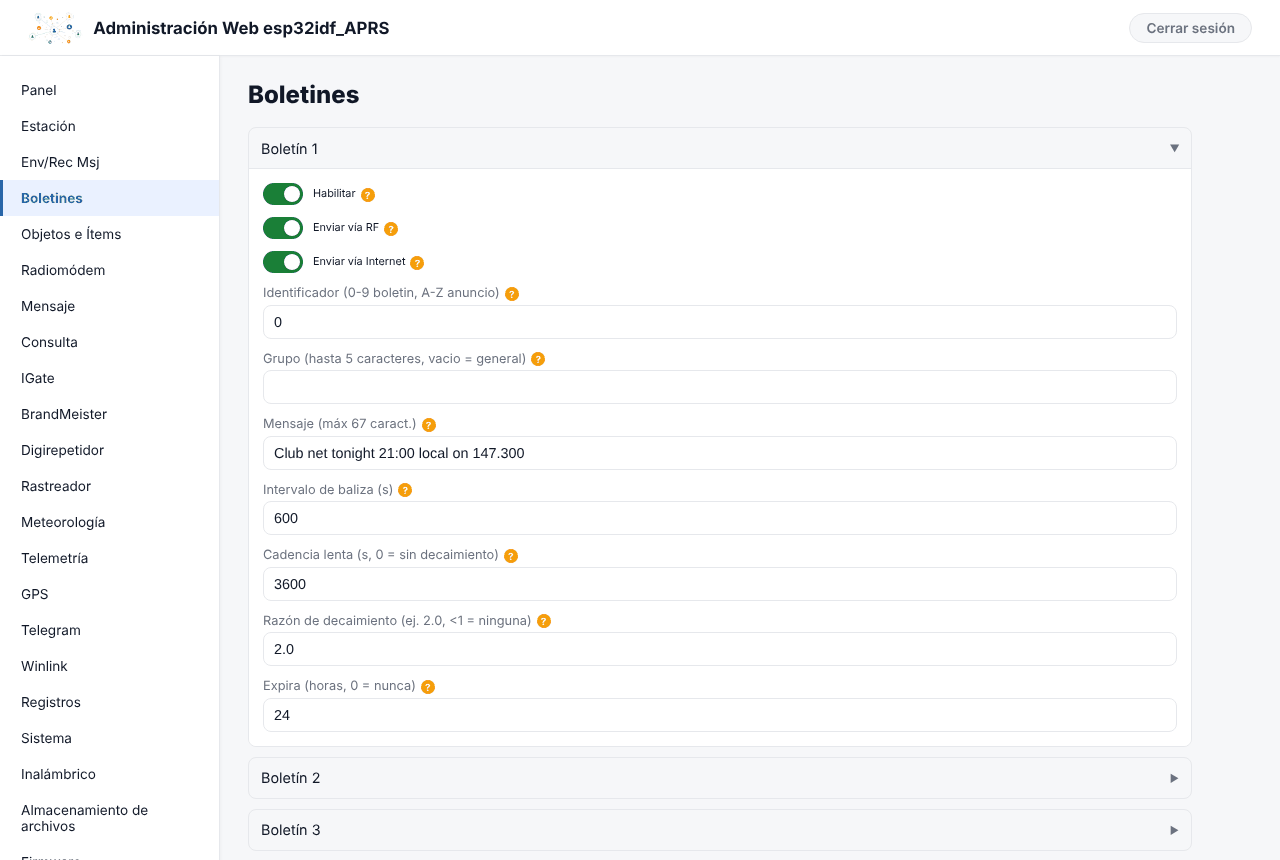 Administración Web esp32idf_APRS
Cerrar sesión
Panel
Estación
Env/Rec Msj
Boletines
Objetos e Ítems
Radiomódem
Mensaje
Consulta
IGate
BrandMeister
Digirepetidor
Rastreador
Meteorología
Telemetría
GPS
Telegram
Winlink
Registros
Sistema
Inalámbrico
Almacenamiento de
archivos
Boletines
Boletín 1
Habilitar ?
Enviar vía RF ?
Enviar vía Internet ?
Identificador (0-9 boletin, A-Z anuncio) ?
0
Grupo (hasta 5 caracteres, vacio = general) ?
Mensaje (máx 67 caract.) ?
Club net tonight 21:00 local on 147.300
Intervalo de baliza (s) ?
600
Cadencia lenta (s, 0 = sin decaimiento) ?
3600
Razón de decaimiento (ej. 2.0, <1 = ninguna) ?
2.0
Expira (horas, 0 = nunca) ?
24
Boletín 2
Boletín 3